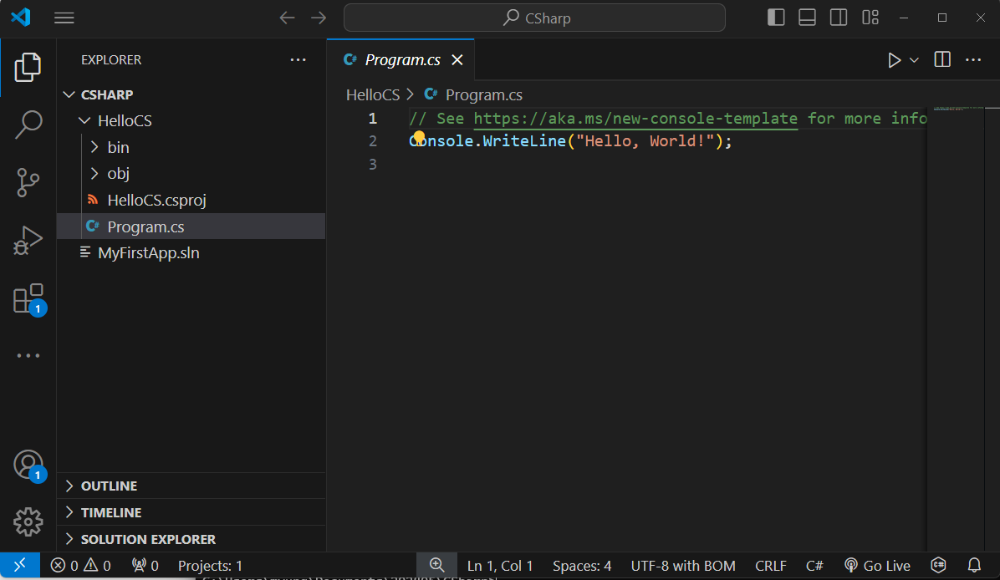 CSharp
EXPLORER
Program.cs
CSHARP
HelloCS > Program.cs
HelloCS
1 // See https://aka.ms/new-console-template for more info
bin
2 Console.WriteLine("Hello, World!");
obj
3
HelloCS.csproj
Program.cs
MyFirstApp.sln
1
1
OUTLINE
TIMELINE
SOLUTION EXPLORER
0 0 0 Projects: 1 Ln 1, Col 1 Spaces: 4 UTF-8 with BOM CRLF C# Go Live